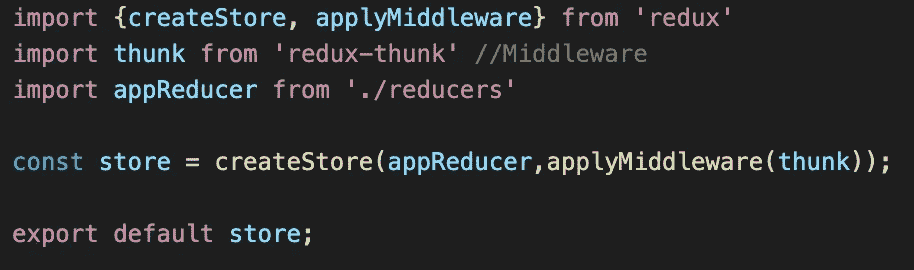 import {createStore, applyMiddleware} from 'redux'
import thunk from 'redux-thunk' //Middleware
import appReducer from './reducers'
const store = createStore(appReducer,applyMiddleware(thunk));
export default store;